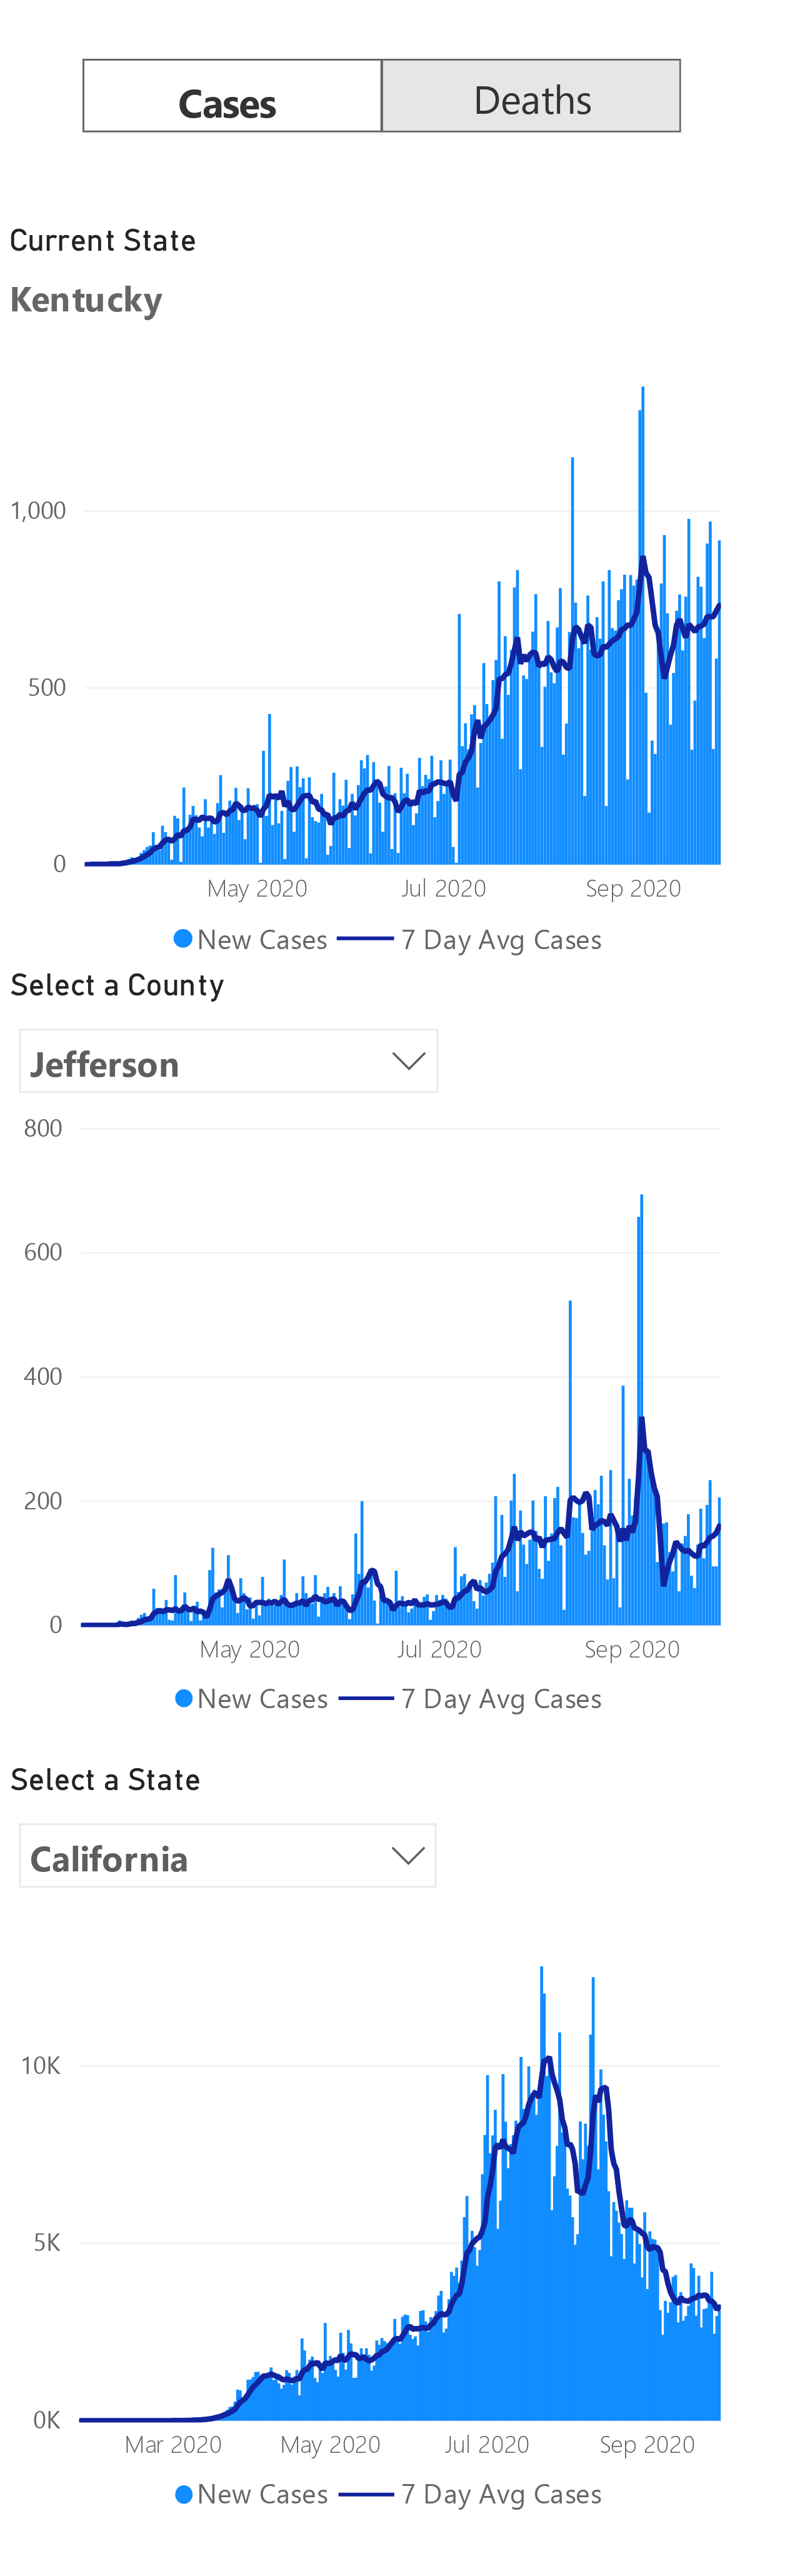 Cases Deaths
Current State
Kentucky
1,000
500
0
May 2020 Jul 2020 Sep 2020
New Cases 7 Day Avg Cases
Select a County
Jefferson
800
600
400
200
0
May 2020 Jul 2020 Sep 2020
New Cases 7 Day Avg Cases
Select a State
California
10K
5K
0K
Mar 2020 May 2020 Jul 2020 Sep 2020
New Cases 7 Day Avg Cases